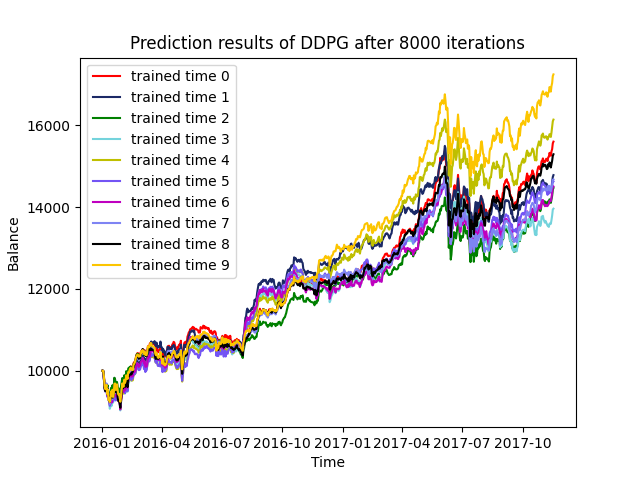 Prediction results of DDPG after 8000 iterations
trained time 0
trained time 1
trained time 2
trained time 3
trained time 4
trained time 5
trained time 6
trained time 7
trained time 8
trained time 9
16000
14000
12000
10000
Balance
2016-01 2016-04 2016-07 2016-10 2017-01 2017-04 2017-07 2017-10
Time